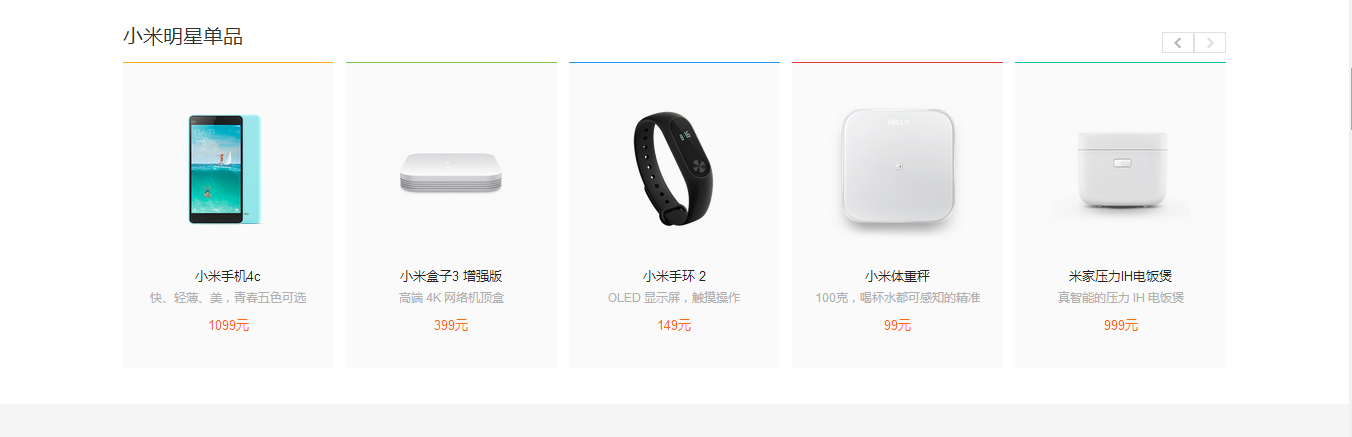 小米明星单品
小米手机4c
快、轻薄、美，青春五色可选
1099元
小米盒子3 增强版
高端 4K 网络机顶盒
399元
小米手环 2
OLED 显示屏，触摸操作
149元
HELLO
小米体重秤
100克，喝杯水都可感知的精准
99元
米家压力IH电饭煲
真智能的压力 IH 电饭煲
999元